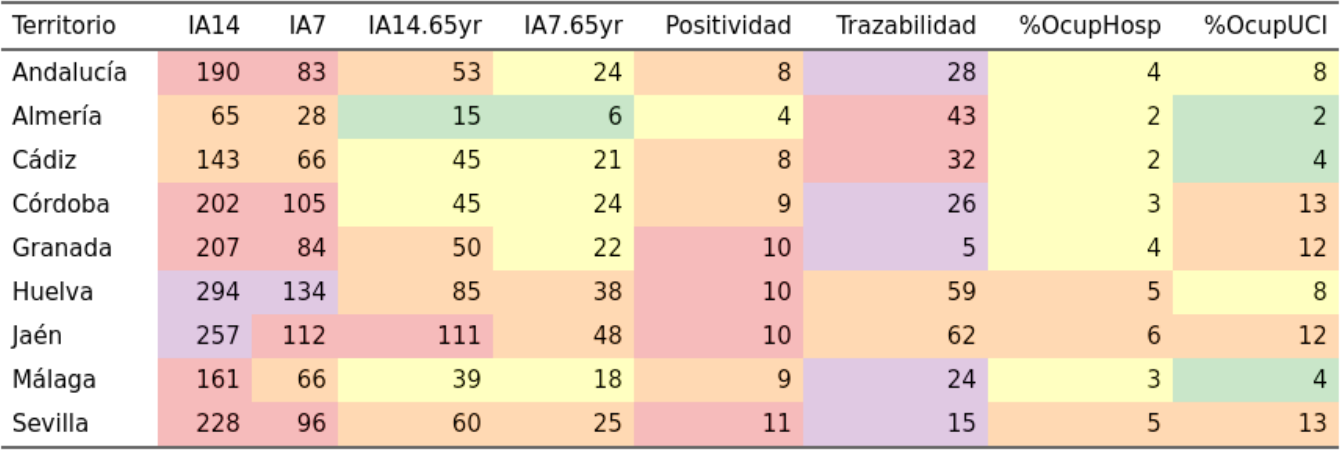 Territorio IA14 IA7 IA14.65yr IA7.65yr Positividad Trazabilidad %OcupHosp %OcupUCI
Andalucía 190 83 53 24 8 28 4 8
Almería 65 28 15 6 4 43 2 2
Cádiz 143 66 45 21 8 32 2 4
Córdoba 202 105 45 24 9 26 3 13
Granada 207 84 50 22 10 5 4 12
Huelva 294 134 85 38 10 59 5 8
Jaén 257 112 111 48 10 62 6 12
Málaga 161 66 39 18 9 24 3 4
Sevilla 228 96 60 25 11 15 5 13